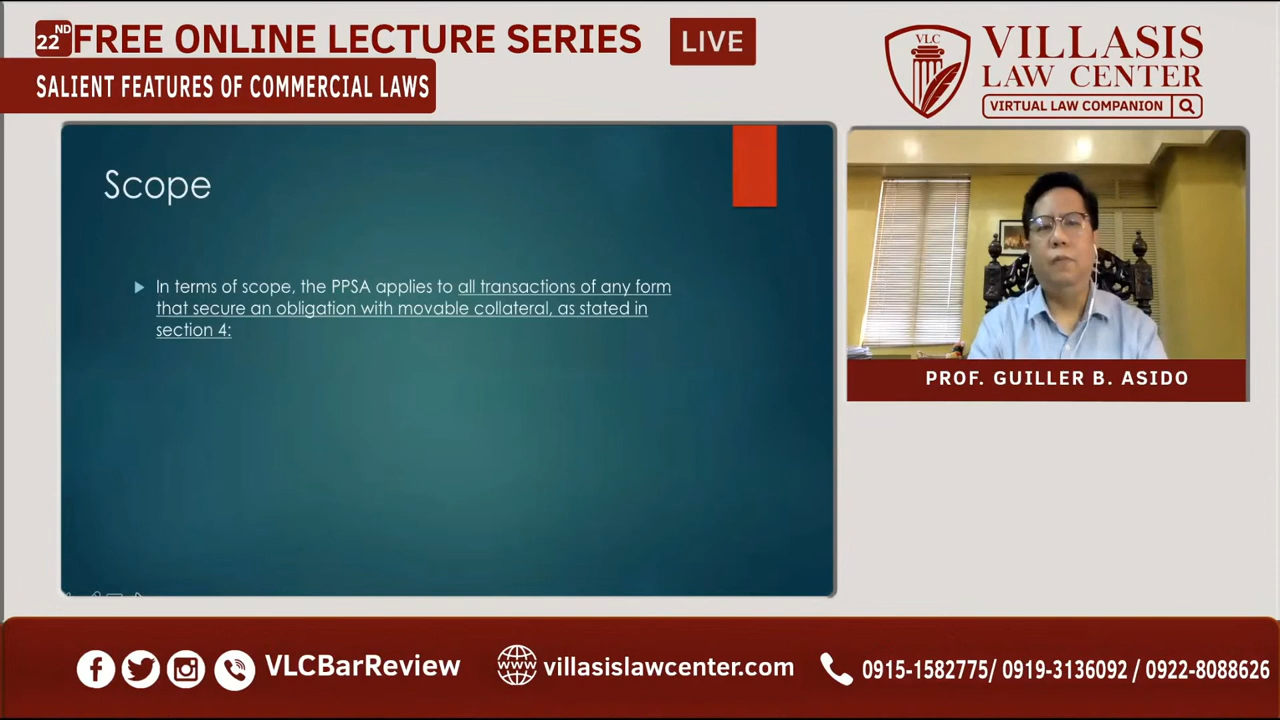 22ND FREE ONLINE LECTURE SERIES
LIVE
SALIENT FEATURES OF COMMERCIAL LAWS
VLC
VILLASIS
LAW CENTER
VIRTUAL LAW COMPANION
Scope
In terms of scope, the PPSA applies to all transactions of any form
that secure an obligation with movable collateral, as stated in
section 4:
PROF. GUILLER B. ASIDO
VLCBarReview
www
villasislawcenter.com
0915-1582775/ 0919-3136092 / 0922-8088626